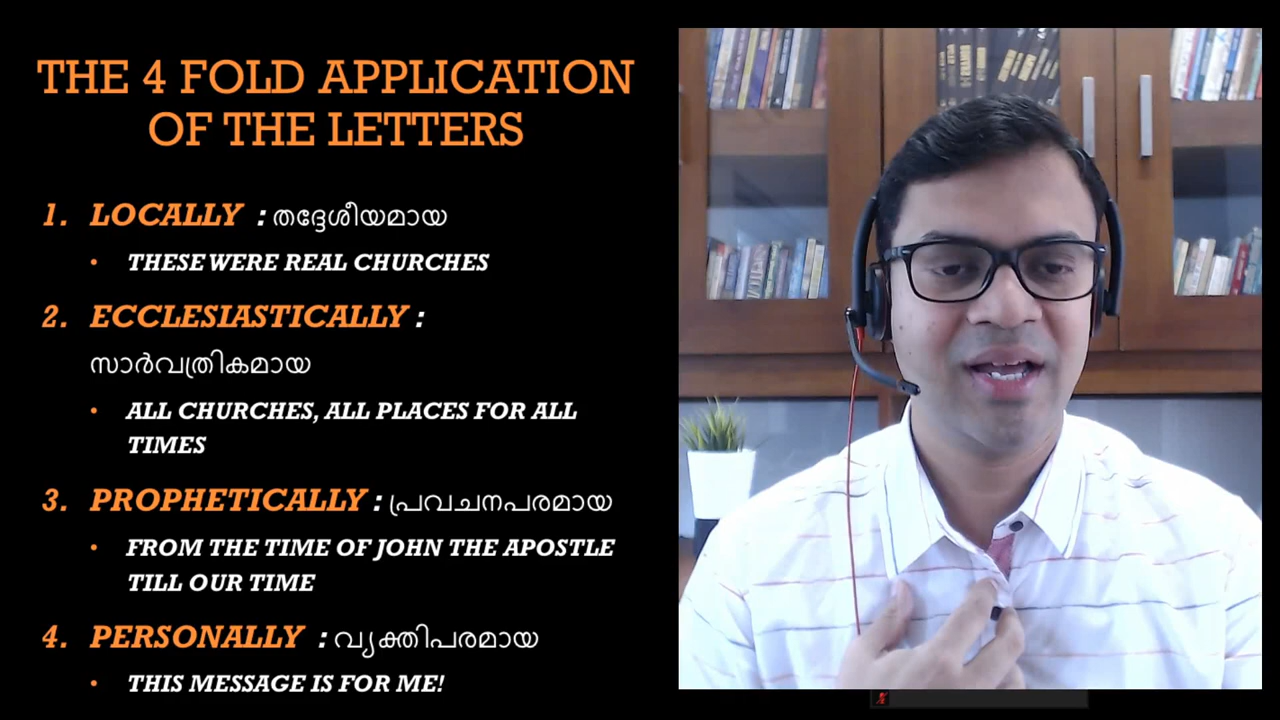 THE 4 FOLD APPLICATION
OF THE LETTERS
1. LOCALLY : തദ്ദേശീയമായ
• THESE WERE REAL CHURCHES
2. ECCLESIASTICALLY :
സാർവത്രികമായ
• ALL CHURCHES, ALL PLACES FOR ALL
TIMES
3. PROPHETICALLY : പ്രവചനപരമായ
• FROM THE TIME OF JOHN THE APOSTLE
TILL OUR TIME
4. PERSONALLY : വ്യക്തിപരമായ
• THIS MESSAGE IS FOR ME!